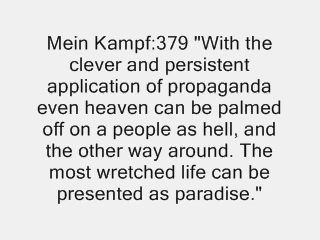 Mein Kampf:379 "With the
clever and persistent
application of propaganda
even heaven can be palmed
off on a people as hell, and
the other way around. The
most wretched life can be
presented as paradise."